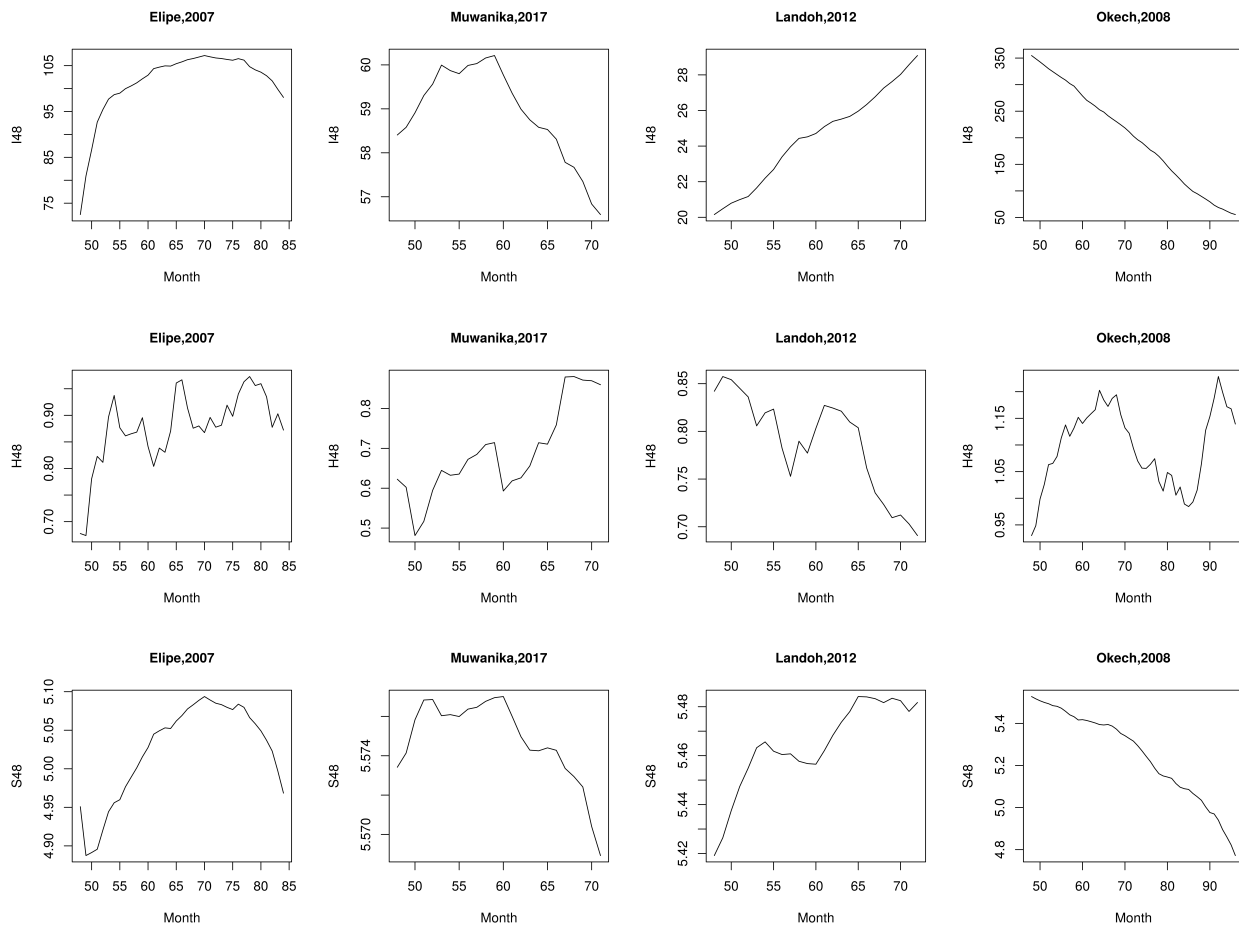 Elipe,2007
I48
75 85 95 105
50 55 60 65 70 75 80 85
Month
Muwanika,2017
I48
57 58 59 60
50 55 60 65 70
Month
Landoh,2012
I48
20 22 24 26 28
50 55 60 65 70
Month
Okech,2008
I48
50 150 250 350
50 60 70 80 90
Month
Elipe,2007
H48
0.70 0.80 0.90
50 55 60 65 70 75 80 85
Month
Muwanika,2017
H48
0.5 0.6 0.7 0.8
50 55 60 65 70
Month
Landoh,2012
H48
0.70 0.75 0.80 0.85
50 55 60 65 70
Month
Okech,2008
H48
0.95 1.05 1.15
50 60 70 80 90
Month
Elipe,2007
S48
4.90 4.95 5.00 5.05 5.10
50 55 60 65 70 75 80 85
Month
Muwanika,2017
S48
5.570 5.574
50 55 60 65 70
Month
Landoh,2012
S48
5.42 5.44 5.46 5.48
50 55 60 65 70
Month
Okech,2008
S48
4.8 5.0 5.2 5.4
50 60 70 80 90
Month